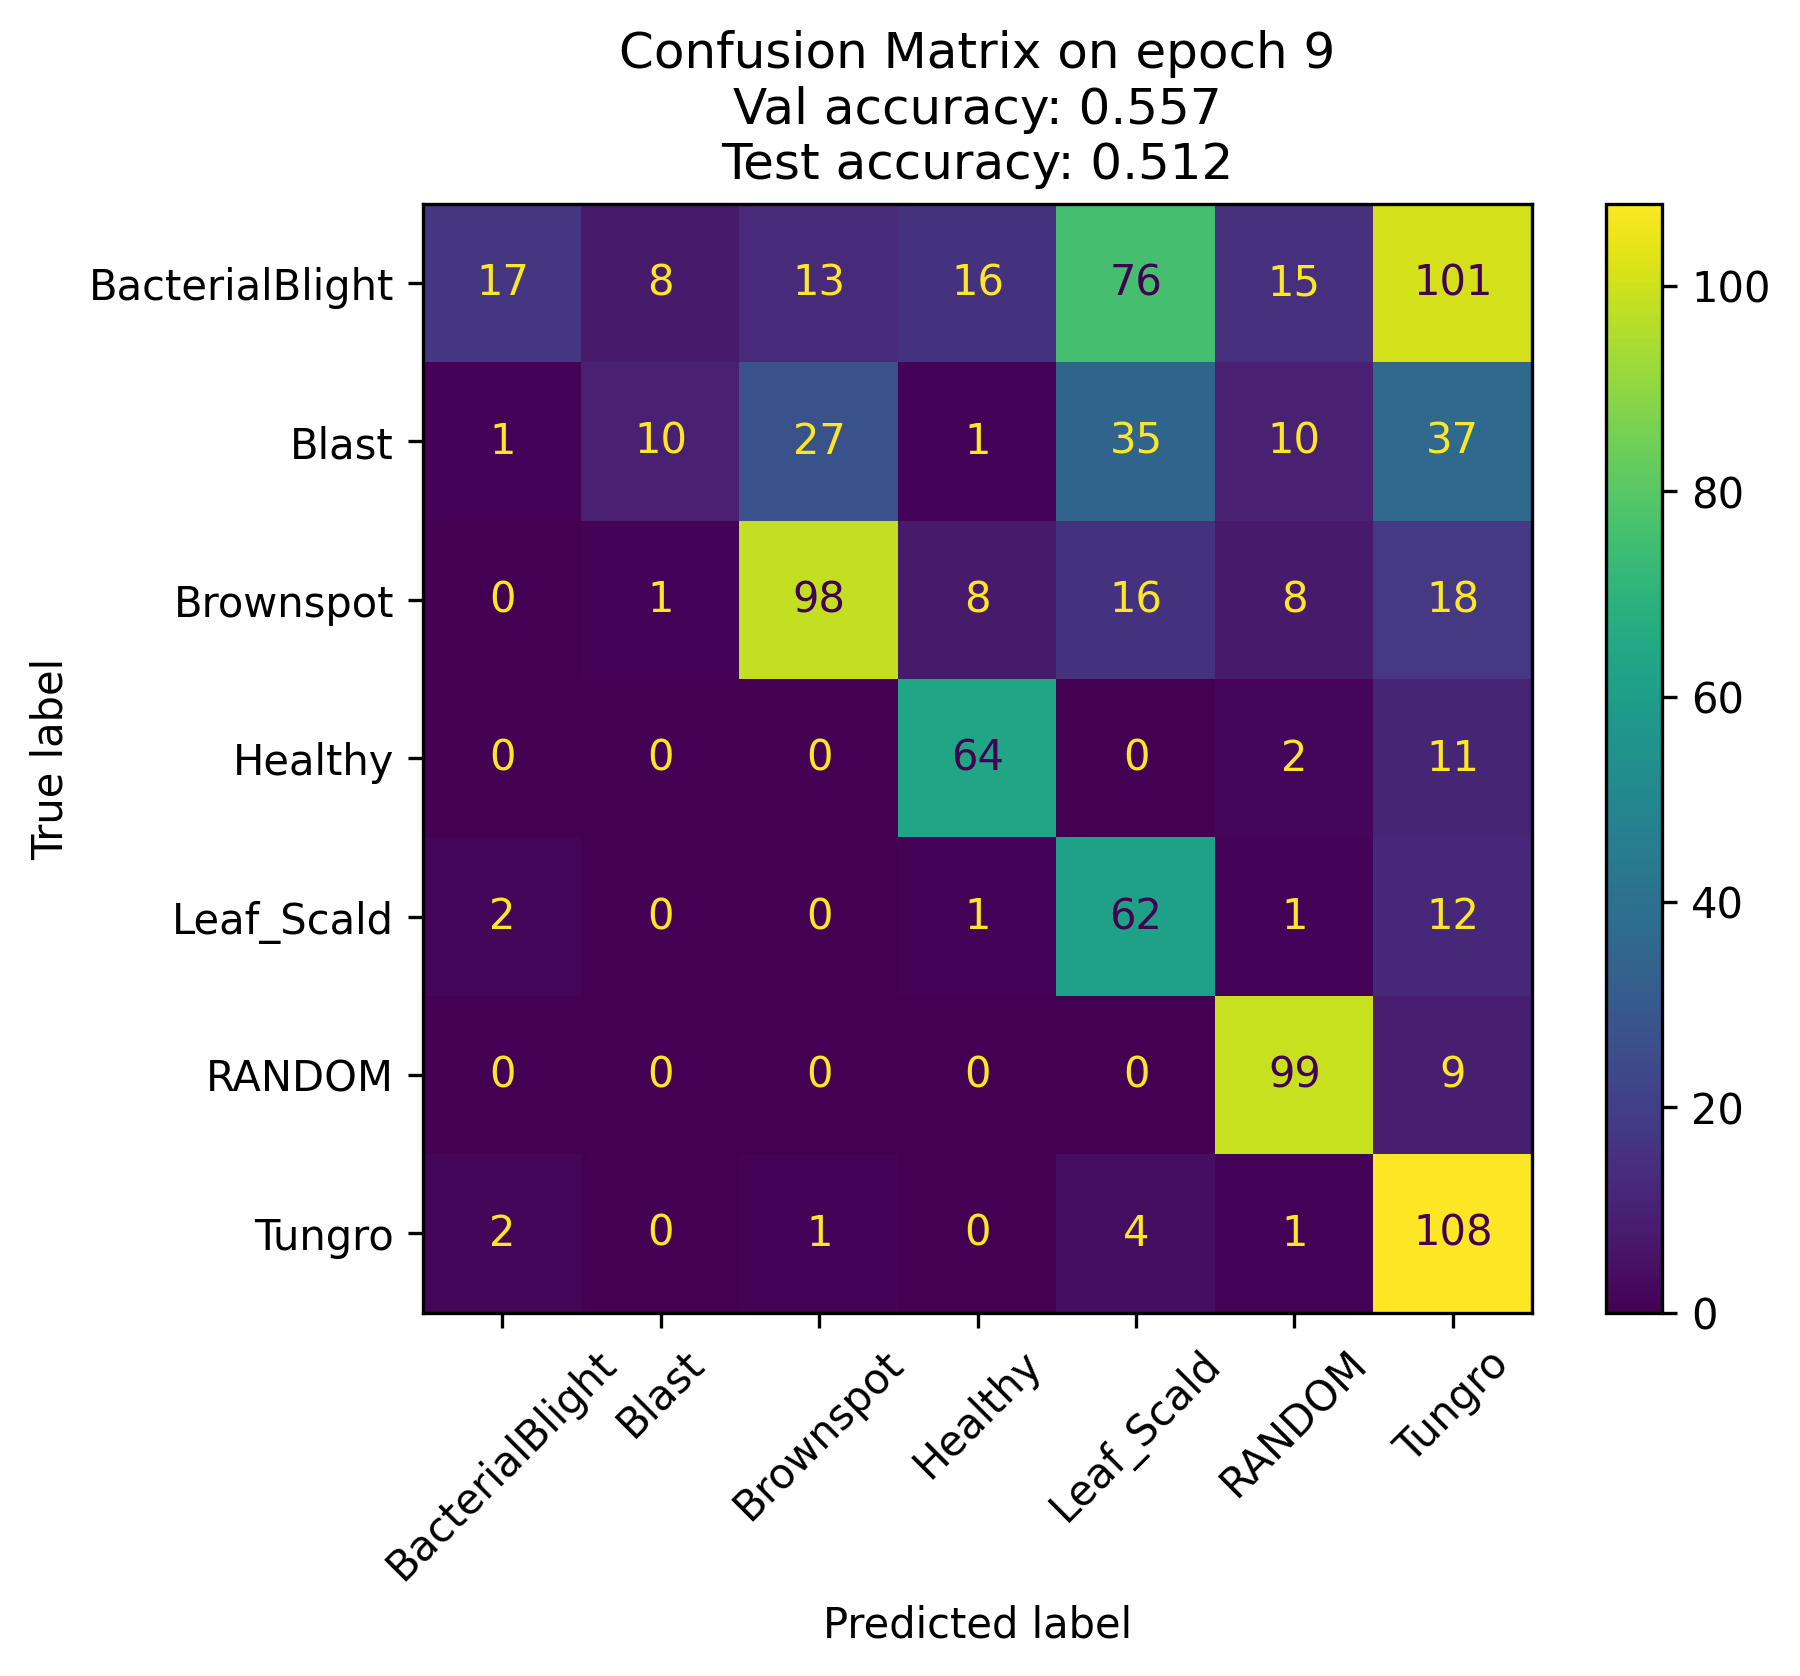 Confusion Matrix on epoch 9
Val accuracy: 0.557
Test accuracy: 0.512
True label
BacterialBlight 17 8 13 16 76 15 101
Blast 1 10 27 1 35 10 37
Brownspot 0 1 98 8 16 8 18
Healthy 0 0 0 64 0 2 11
Leaf_Scald 2 0 0 1 62 1 12
RANDOM 0 0 0 0 0 99 9
Tungro 2 0 1 0 4 1 108
BacterialBlight Blast Brownspot Healthy Leaf_Scald RANDOM Tungro
Predicted label
100
80
60
40
20
0